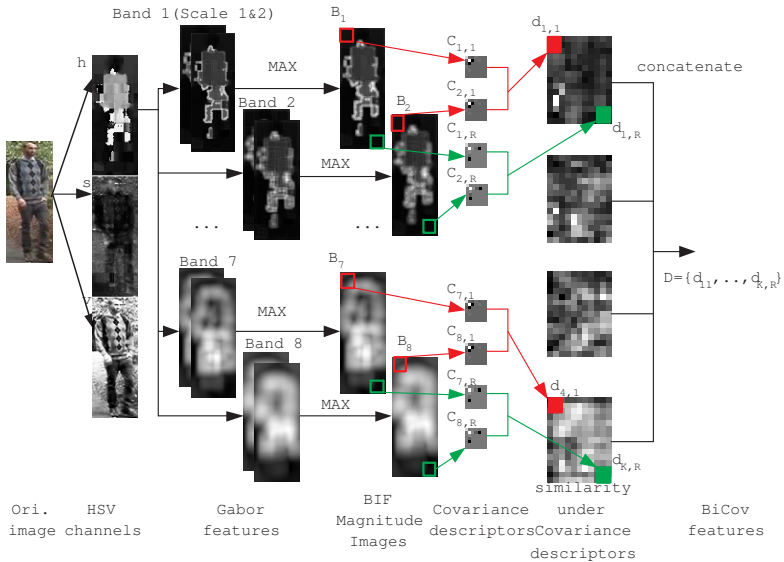 Band 1(Scale 1&2)
B1
C1,1
d1,1
h
MAX
concatenate
C2,1
Band 2
B2
C1,R
d1,R
MAX
C2,R
s
...
...
Band 7
B7
D={d11,..,dK,R}
C7,1
v
Band 8
B8
C8,1
C7,R
d4,1
MAX
MAX
C8,R
dK,R
similarity
Ori.
image
HSV
channels
Gabor
features
BIF
Magnitude
Images
Covariance
descriptors
under
Covariance
descriptors
BiCov
features